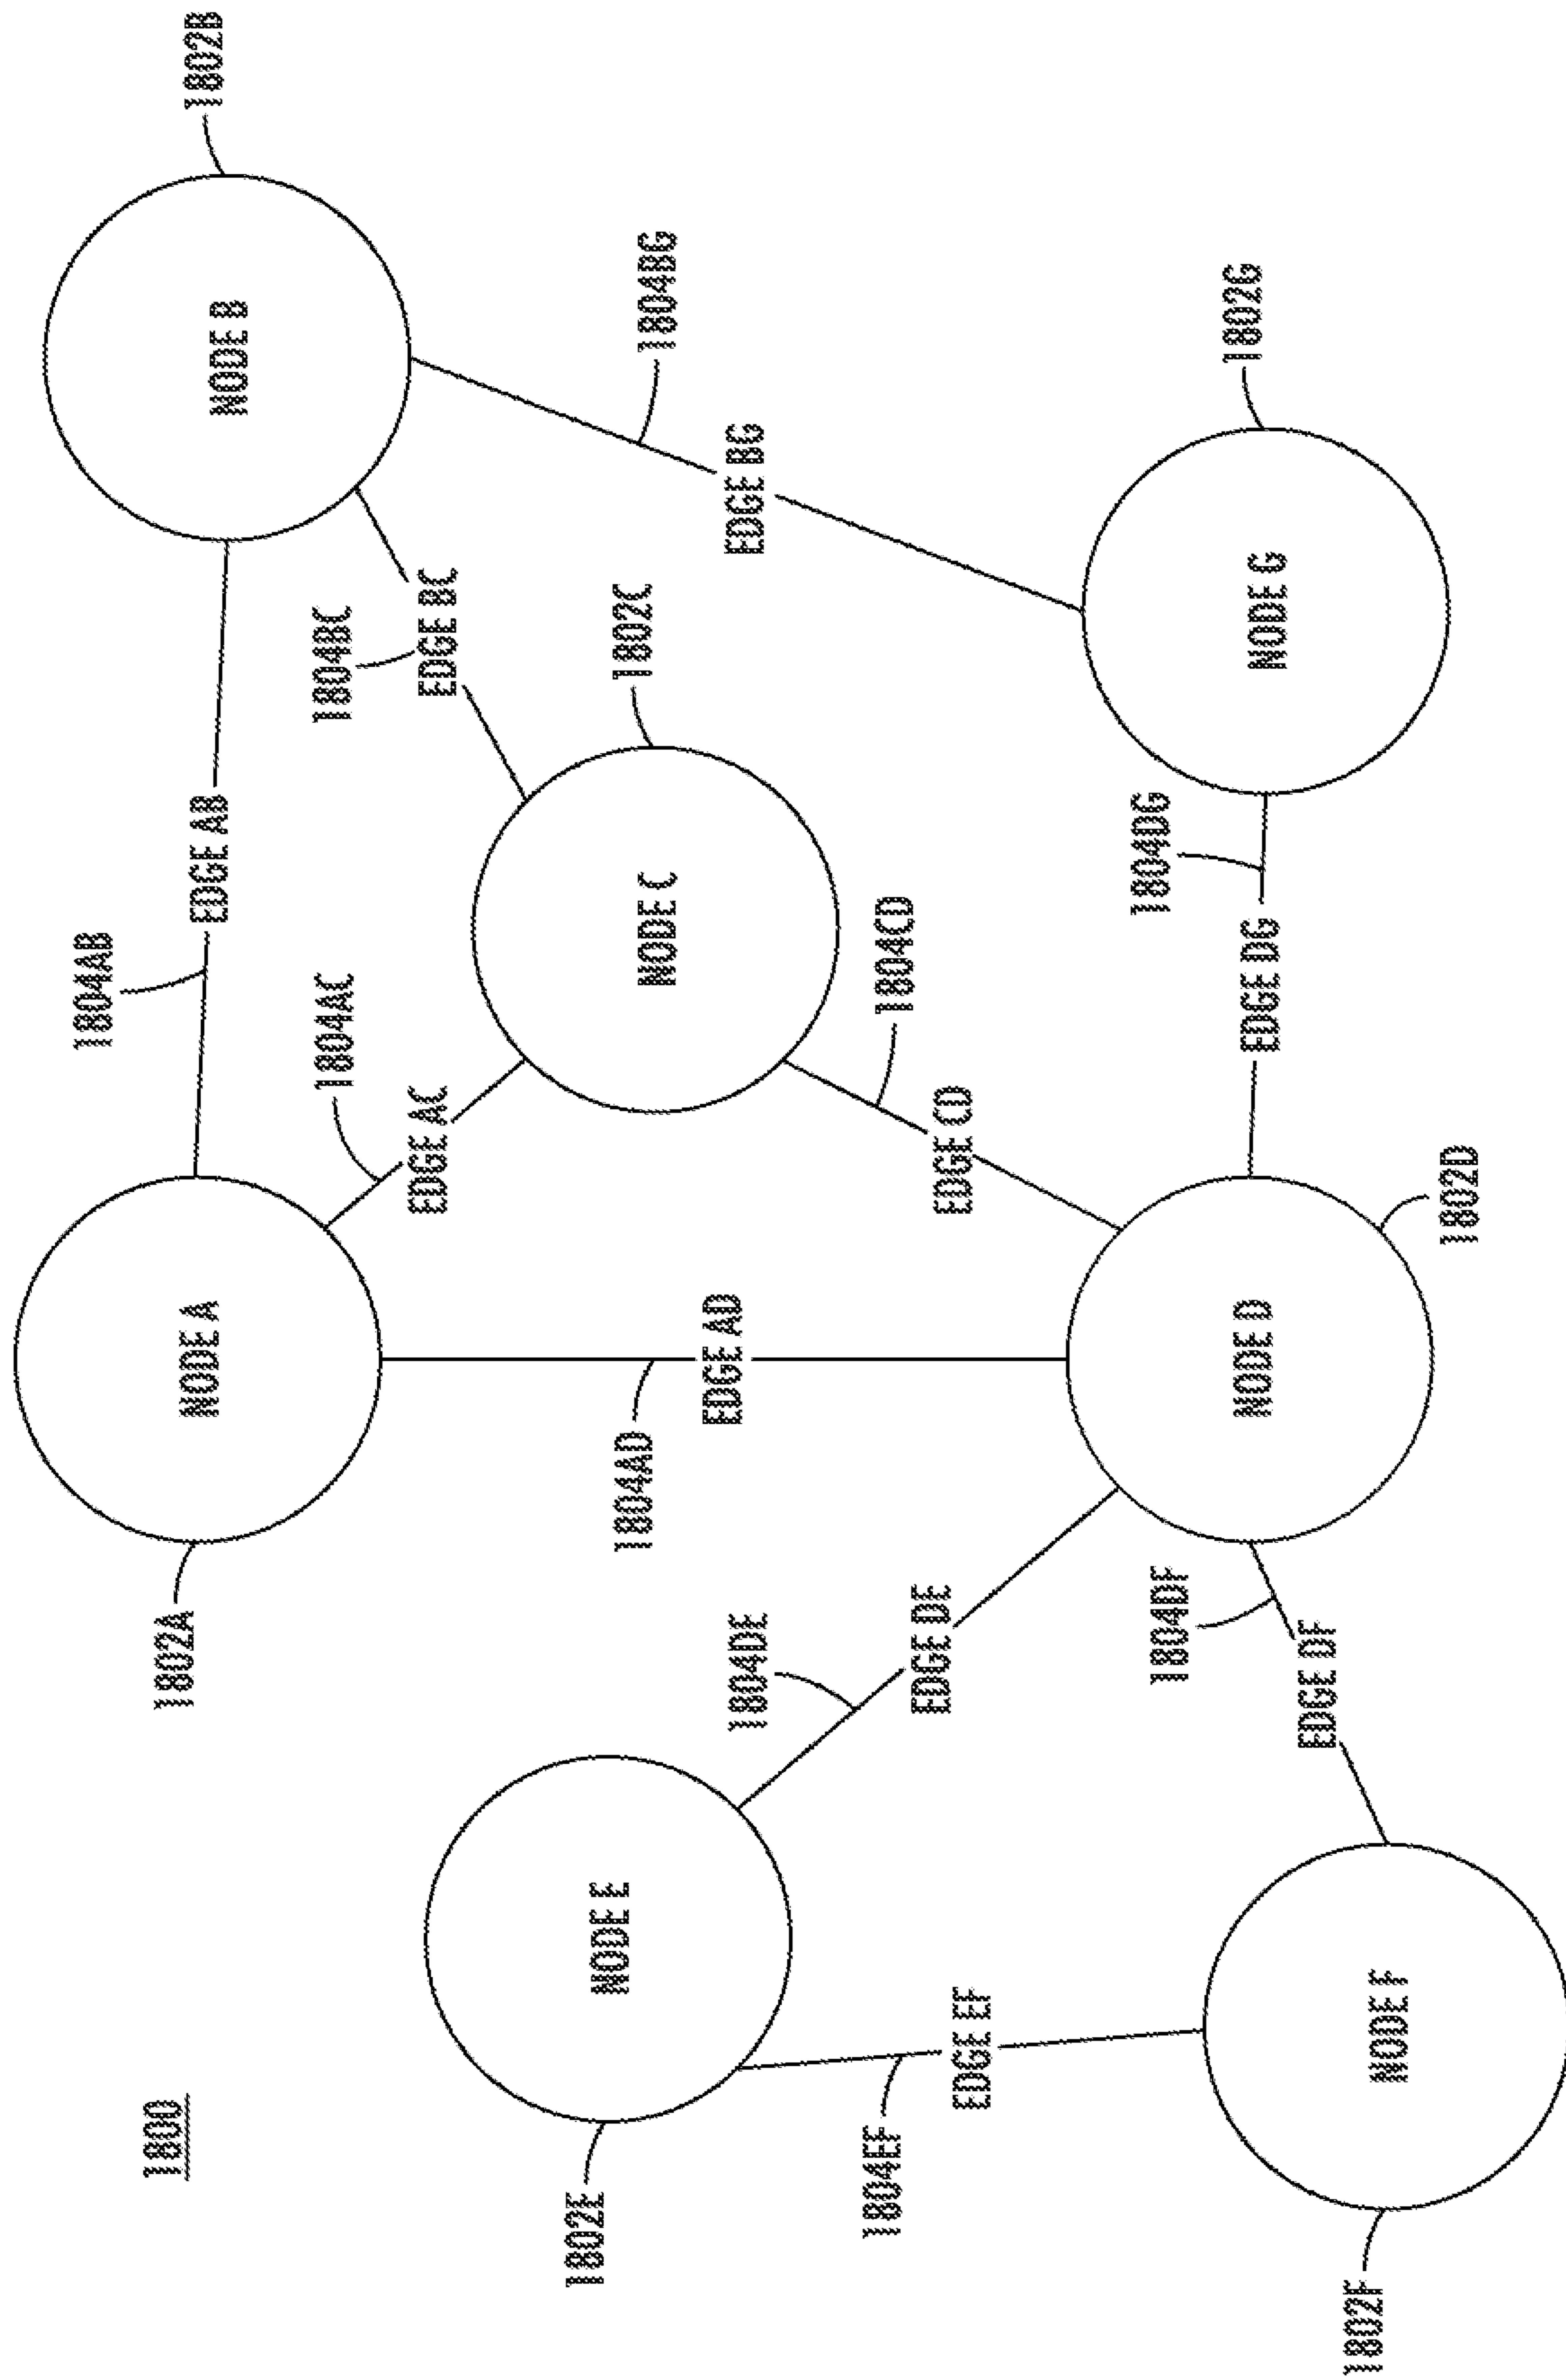 1800
1802A
NODE A
1804AB
EDGE AB
NODE B
1802B
1804AC
EDGE AC
1804BC
EDGE BC
1802E
NODE E
1804AD
EDGE AD
NODE C
1802C
1804BG
EDGE BG
1804DE
EDGE DE
1804EF
EDGE EF
1804CD
EDGE CD
1804DF
EDGE DF
NODE D
1802D
1804DG
EDGE DG
NODE G
1802G
1802F
NODE F